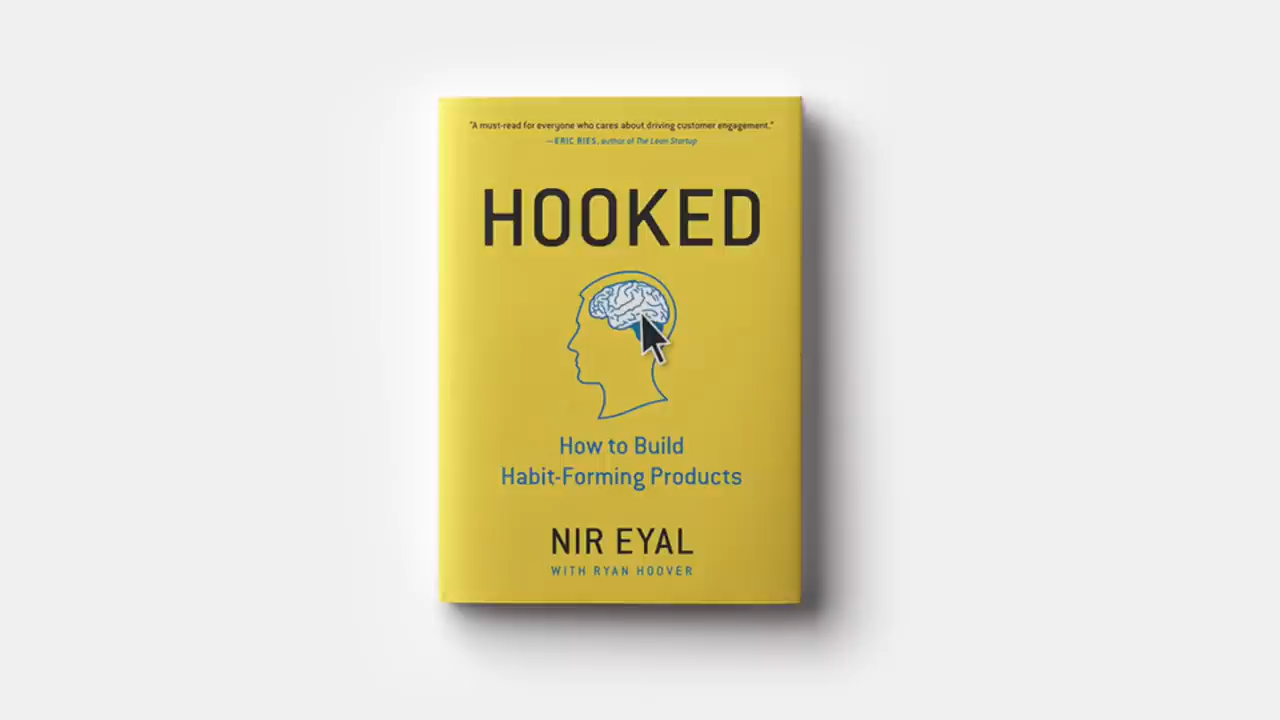 "A must-read for everyone who cares about driving customer engagement."
—ERIC RIES, author of The Lean Startup
HOOKED
How to Build
Habit-Forming Products
NIR EYAL
WITH RYAN HOOVER